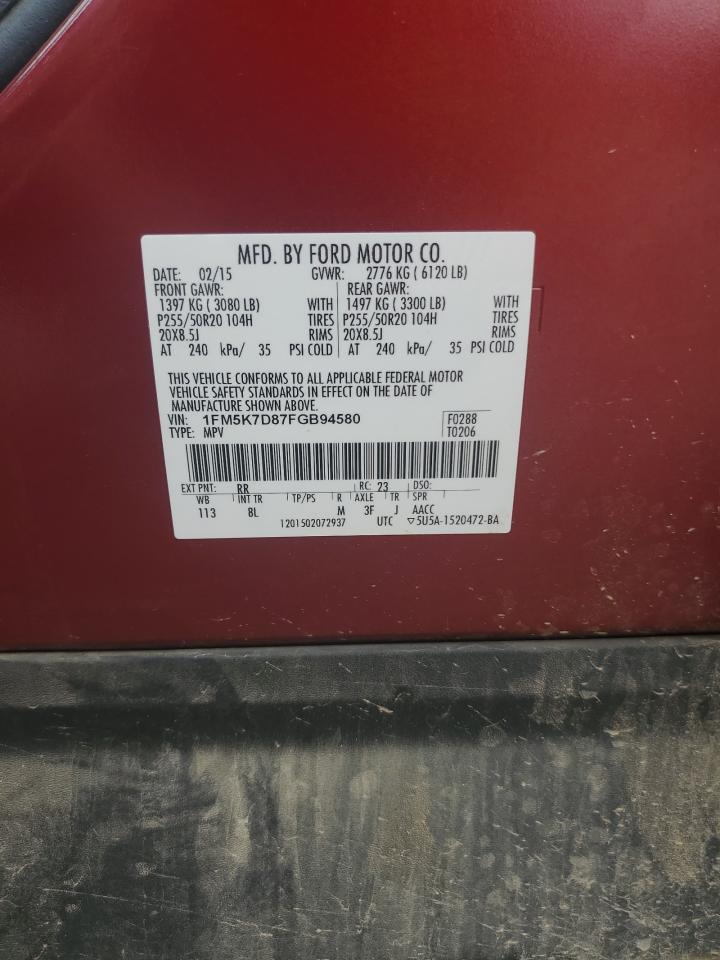 MFD. BY FORD MOTOR CO.
DATE: 02/15 GVWR: 2776 KG ( 6120 LB)
FRONT GAWR: REAR GAWR:
1397 KG ( 3080 LB) WITH 1497 KG ( 3300 LB) WITH
P255/50R20 104H TIRES P255/50R20 104H TIRES
20X8.5J RIMS 20X8.5J RIMS
AT 240 kPa/ 35 PSI COLD AT 240 kPa/ 35 PSI COLD
THIS VEHICLE CONFORMS TO ALL APPLICABLE FEDERAL MOTOR
VEHICLE SAFETY STANDARDS IN EFFECT ON THE DATE OF
MANUFACTURE SHOWN ABOVE.
VIN: 1FM5K7D87FGB94580 F0288
TYPE: MPV T0206
EXT PNT: RR RC: 23 DSO:
WB INT TR TP/PS R AXLE TR SPR
113 8L M 3F J AACC
1201502072937 UTC ▽5U5A-1520472-BA